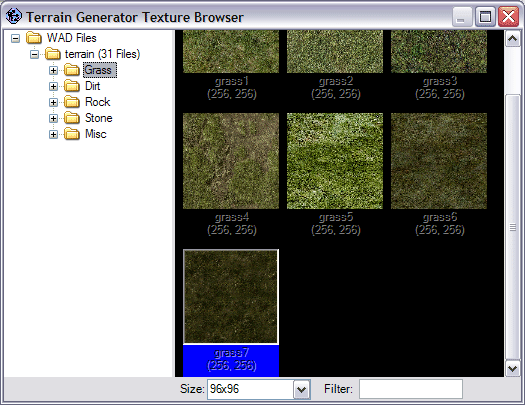 Terrain Generator Texture Browser
WAD Files
terrain (31 Files)
Grass
Dirt
Rock
Stone
Misc
grass1 grass2 grass3
(256, 256) (256, 256) (256, 256)
grass4 grass5 grass6
(256, 256) (256, 256) (256, 256)
grass7
(256, 256)
Size: 96x96 Filter: